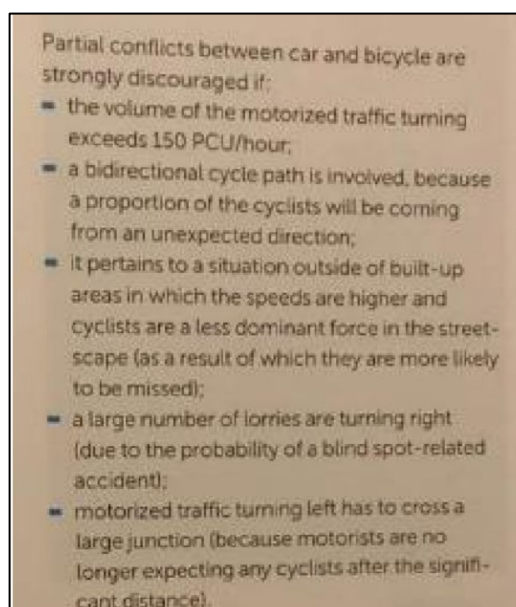 Partial conflicts between car and bicycle are
strongly discouraged if:
- the volume of the motorized traffic turning
exceeds 150 PCU/hour;
- a bidirectional cycle path is involved, because
a proportion of the cyclists will be coming
from an unexpected direction;
- it pertains to a situation outside of built-up
areas in which the speeds are higher and
cyclists are a less dominant force in the street-
scape (as a result of which they are more likely
to be missed);
- a large number of lorries are turning right
(due to the probability of a blind spot-related
accident);
- motorized traffic turning left has to cross a
large junction (because motorists are no
longer expecting any cyclists after the signifi-
cant distance).